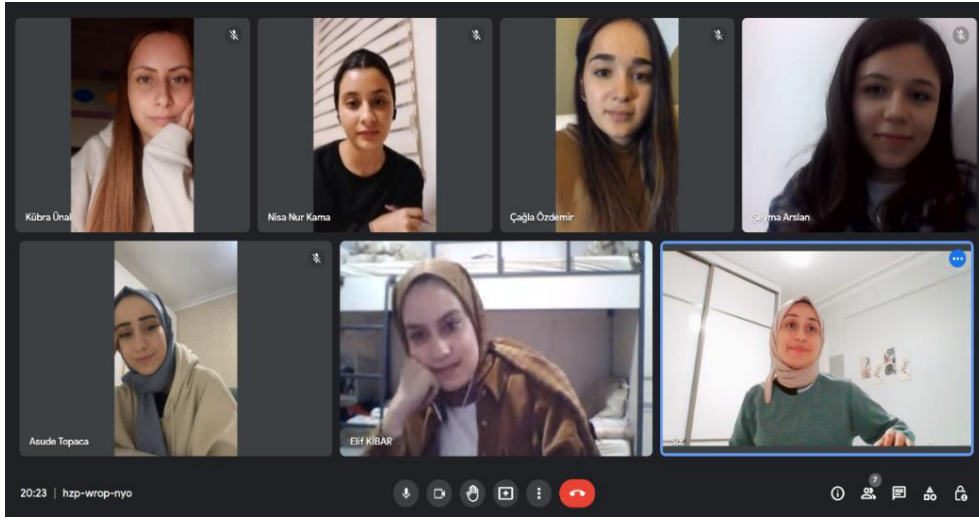 Kübra Ünal
Nisa Nur Kama
Çağla Özdemir
Şeyma Arslan
Asude Topaca
Elif KİBAR
Siz
20:23 | hzp-wrop-nyo
7